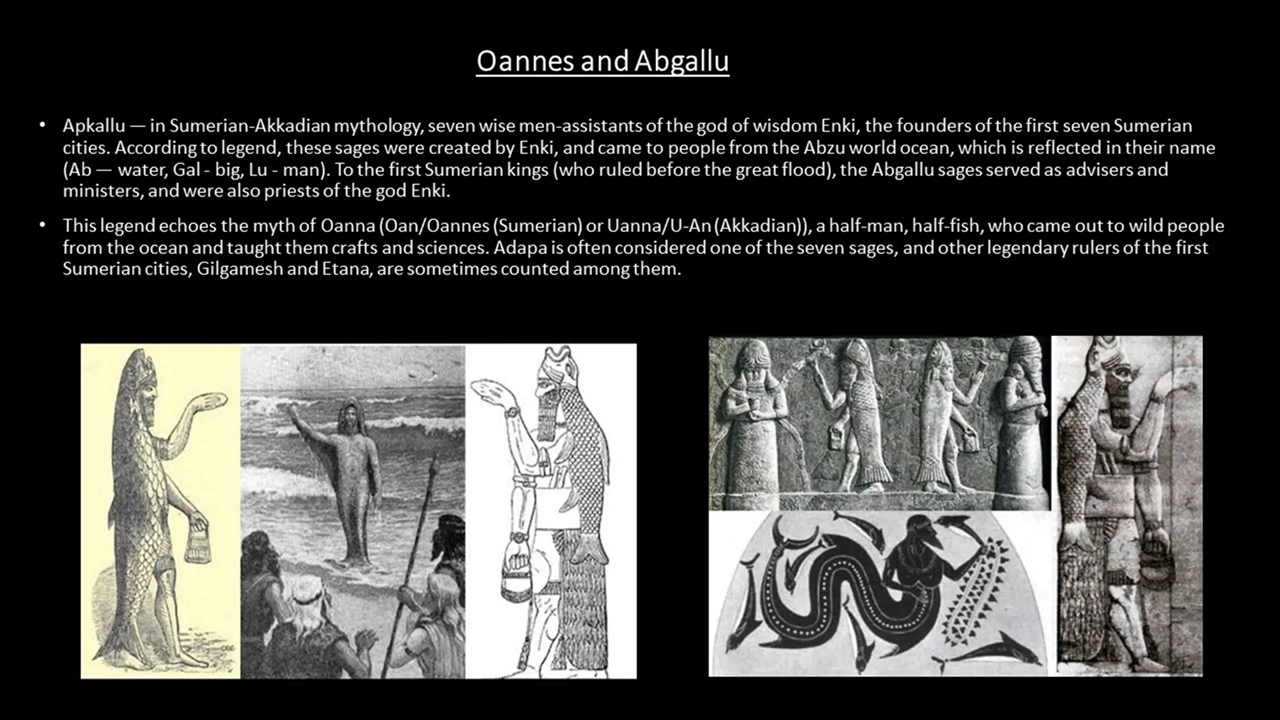 Oannes and Abgallu
• Apkallu — in Sumerian-Akkadian mythology, seven wise men-assistants of the god of wisdom Enki, the founders of the first seven Sumerian
cities. According to legend, these sages were created by Enki, and came to people from the Abzu world ocean, which is reflected in their name
(Ab — water, Gal - big, Lu - man). To the first Sumerian kings (who ruled before the great flood), the Abgallu sages served as advisers and
ministers, and were also priests of the god Enki.
• This legend echoes the myth of Oanna (Oan/Oannes (Sumerian) or Uanna/U-An (Akkadian)), a half-man, half-fish, who came out to wild people
from the ocean and taught them crafts and sciences. Adapa is often considered one of the seven sages, and other legendary rulers of the first
Sumerian cities, Gilgamesh and Etana, are sometimes counted among them.